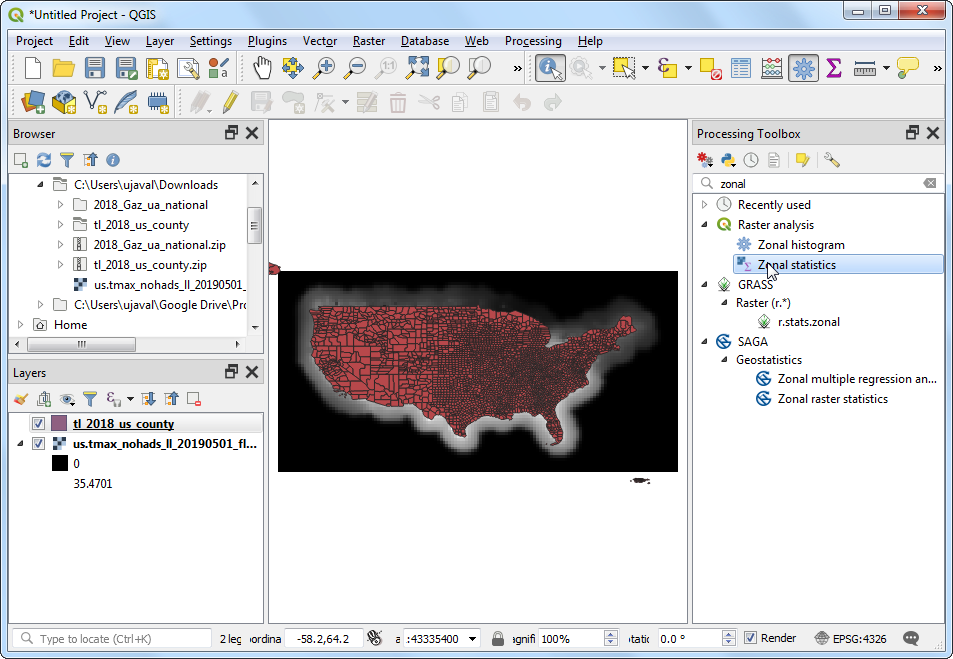 *Untitled Project - QGIS
Project Edit View Layer Settings Plugins Vector Raster Database Web Processing Help
Browser
C:\Users\ujaval\Downloads
2018_Gaz_ua_national
tl_2018_us_county
2018_Gaz_ua_national.zip
tl_2018_us_county.zip
us.tmax_nohads_ll_20190501_
C:\Users\ujaval\Google Drive\Pro
Home
Layers
tl_2018_us_county
us.tmax_nohads_ll_20190501_fl...
0
35.4701
Processing Toolbox
zonal
Recently used
Raster analysis
Zonal histogram
Zonal statistics
GRASS
Raster (r.*)
r.stats.zonal
SAGA
Geostatistics
Zonal multiple regression an...
Zonal raster statistics
Type to locate (Ctrl+K) 2 leg oordina -58.2,64.2 a :43335400 agnifi 100% otatic 0.0 ° Render EPSG:4326